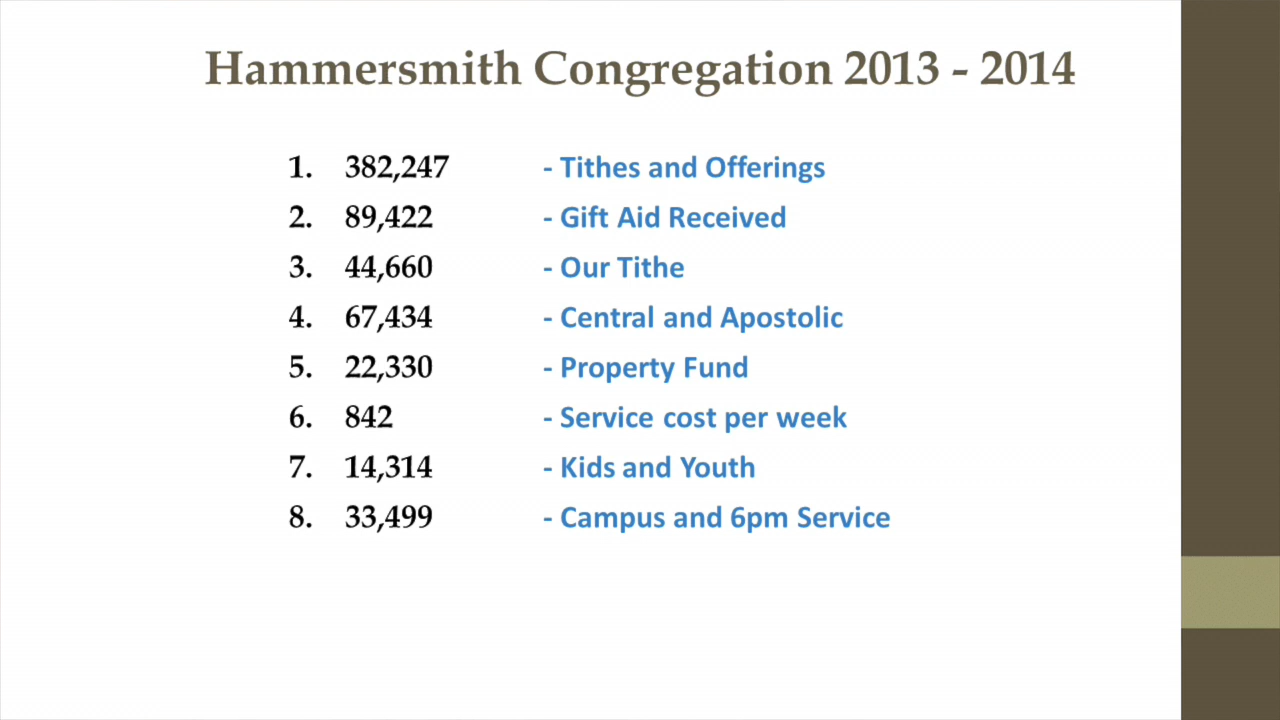 Hammersmith Congregation 2013 - 2014
1. 382,247 - Tithes and Offerings
2. 89,422 - Gift Aid Received
3. 44,660 - Our Tithe
4. 67,434 - Central and Apostolic
5. 22,330 - Property Fund
6. 842 - Service cost per week
7. 14,314 - Kids and Youth
8. 33,499 - Campus and 6pm Service